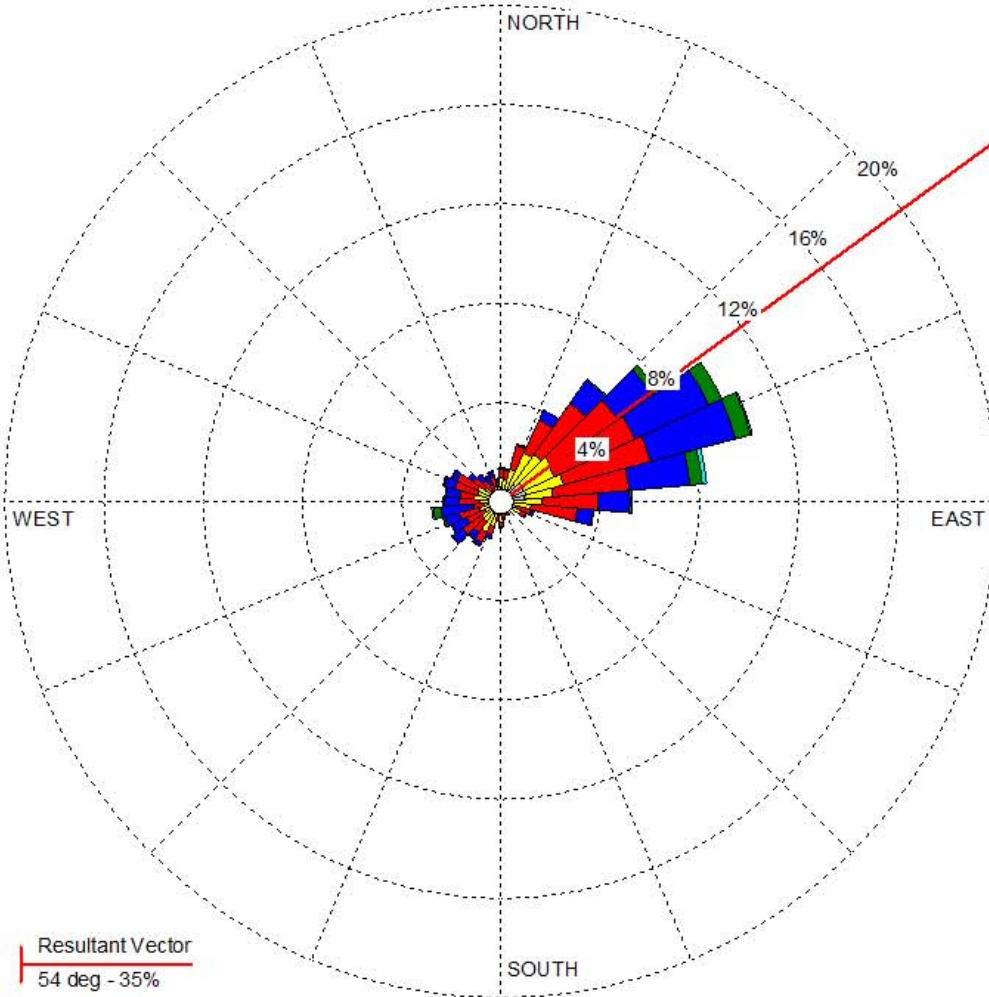 NORTH
20%
16%
12%
8%
4%
WEST
EAST
Resultant Vector
54 deg - 35%
SOUTH